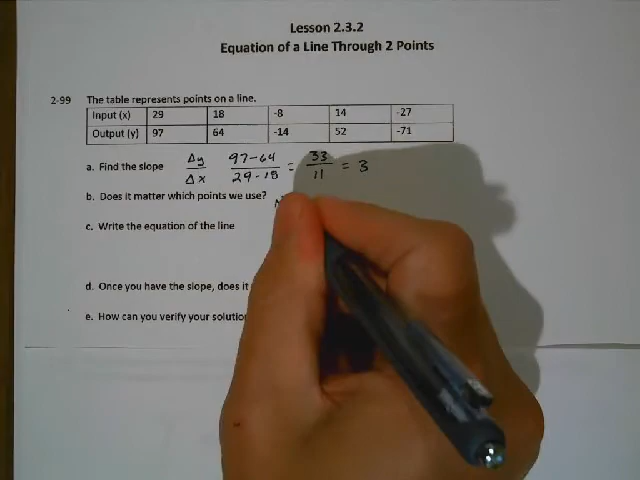 Lesson 2.3.2
Equation of a Line Through 2 Points
2-99 The table represents points on a line.
Input (x) 29 18 -8 14 -27
Output (y) 97 64 -14 52 -71
a. Find the slope Δy/Δx 97-64/29-18 = 33/11 = 3
b. Does it matter which points we use?
c. Write the equation of the line
d. Once you have the slope, does it
e. How can you verify your